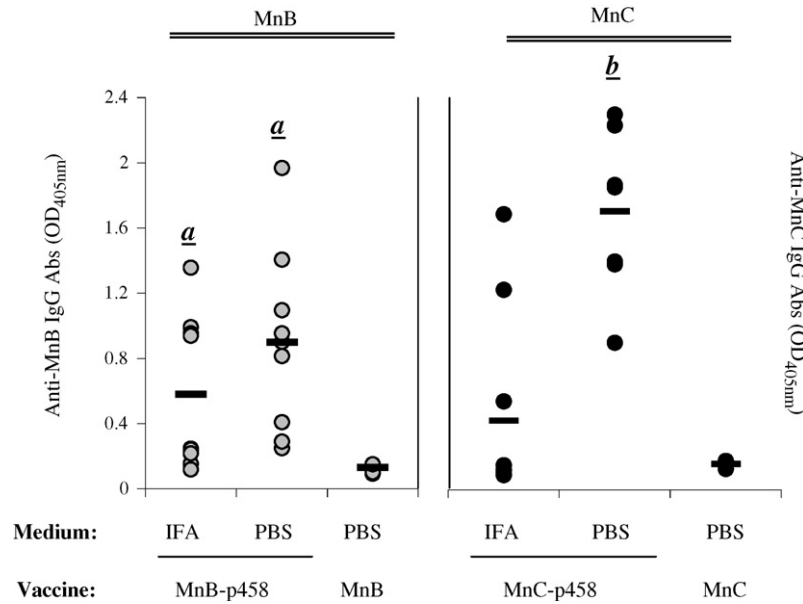 MnB
MnC
Anti-MnB IgG Abs (OD405nm)
2.4
2
1.6
1.2
0.8
0.4
0
a
a
b
Anti-MnC IgG Abs (OD405nm)
Medium: IFA PBS PBS IFA PBS PBS
Vaccine: MnB-p458 MnB MnC-p458 MnC